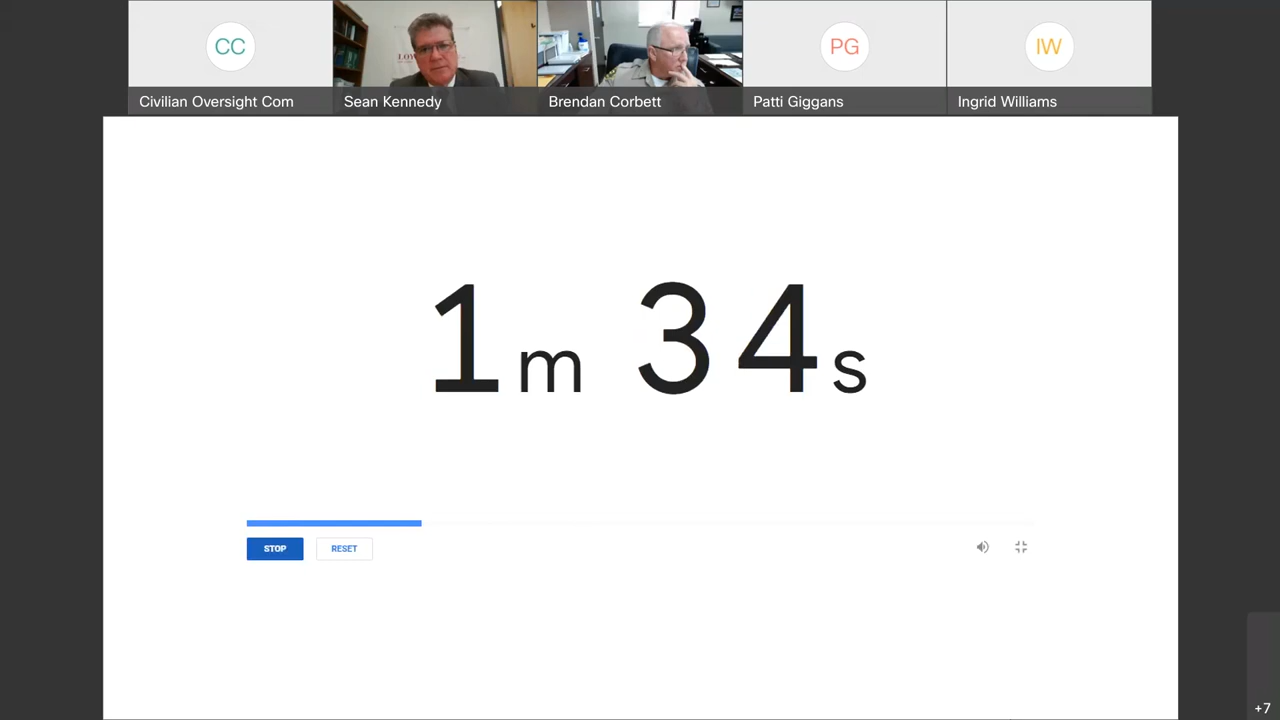 CC
PG
IW
Civilian Oversight Com
Sean Kennedy
Brendan Corbett
Patti Giggans
Ingrid Williams
1m 34s
STOP
RESET
+7